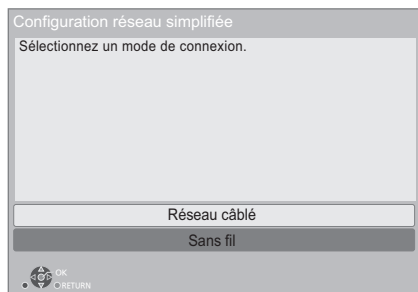 Configuration réseau simplifiée
Sélectionnez un mode de connexion.
Réseau câblé
Sans fil
OK
RETURN